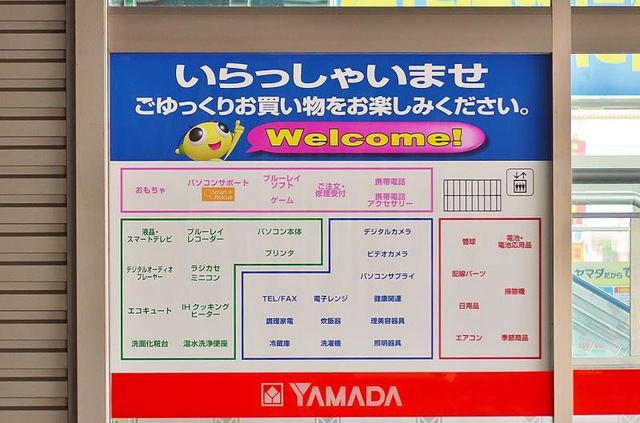 いらっしゃいませ
ごゆっくりお買い物をお楽しみください。
Welcome!
おもちゃ
パソコンサポート
Smart+
Rescue
ブルーレイ
ソフト
ゲーム
ご注文・
修理受付
携帯電話
携帯電話
アクセサリー
液晶・
スマートテレビ
ブルーレイ
レコーダー
パソコン本体
プリンタ
デジタルオーディオ
プレーヤー
ラジカセ
ミニコン
エコキュート
IHクッキング
ヒーター
洗面化粧台
温水洗浄便座
デジタルカメラ
ビデオカメラ
パソコンサプライ
TEL/FAX
電子レンジ
健康関連
調理家電
炊飯器
理美容器具
冷蔵庫
洗濯機
照明器具
管球
電池・
電池応用品
配線パーツ
掃除機
日用品
エアコン
季節商品
YAMADA
ヤマダだから